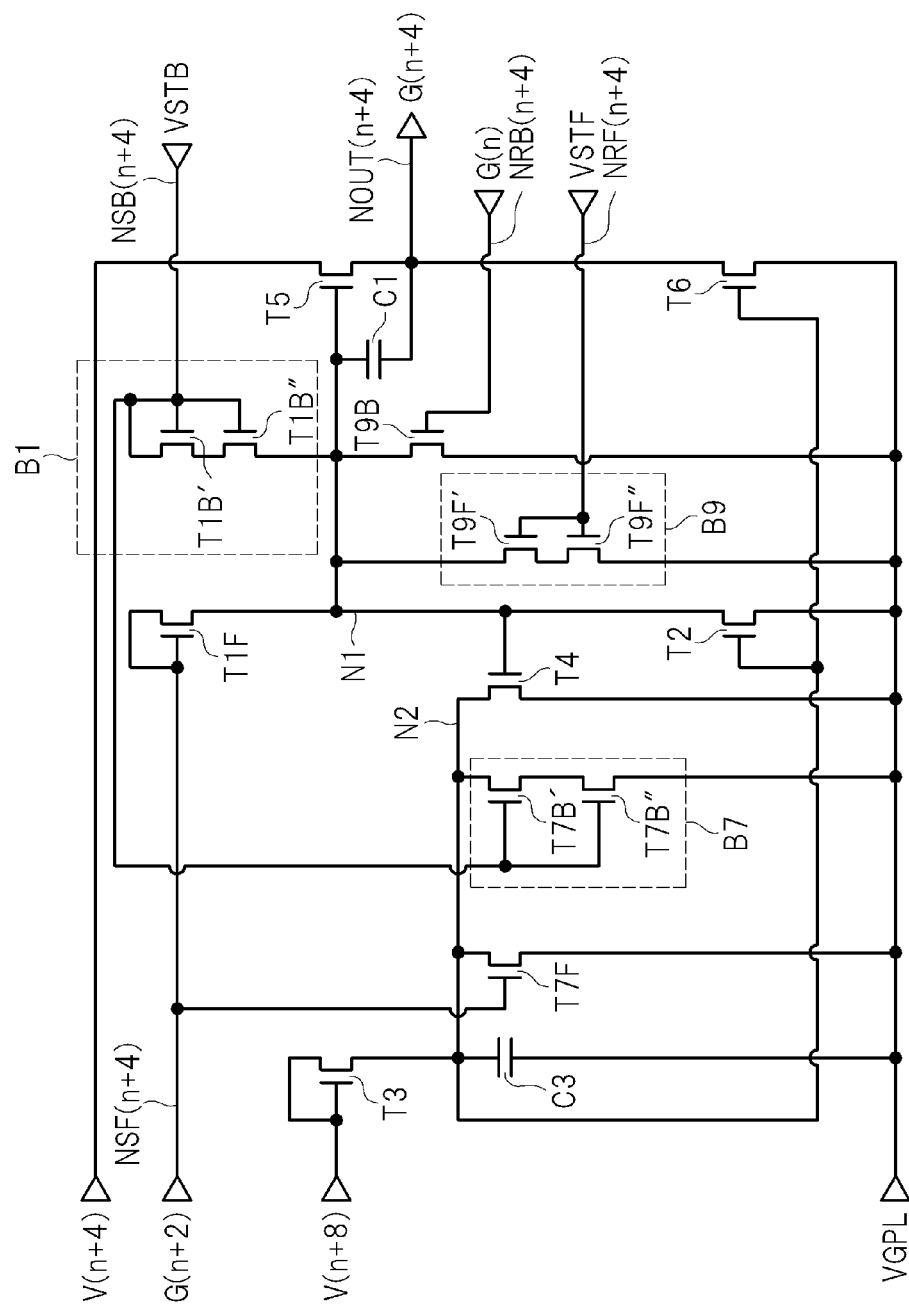 V(n+4)
G(n+2)
NSF(n+4)
V(n+8)
VGPL
B1
NSB(n+4)
VSTB
T1B´
T1B″
T1F
T5
C1
NOUT(n+4)
G(n+4)
N1
T9B
G(n)
NRB(n+4)
VSTF
NRF(n+4)
T9F′
T9F″
B9
N2
T4
T3
C3
T7F
T7B´
T7B″
B7
T2
T6